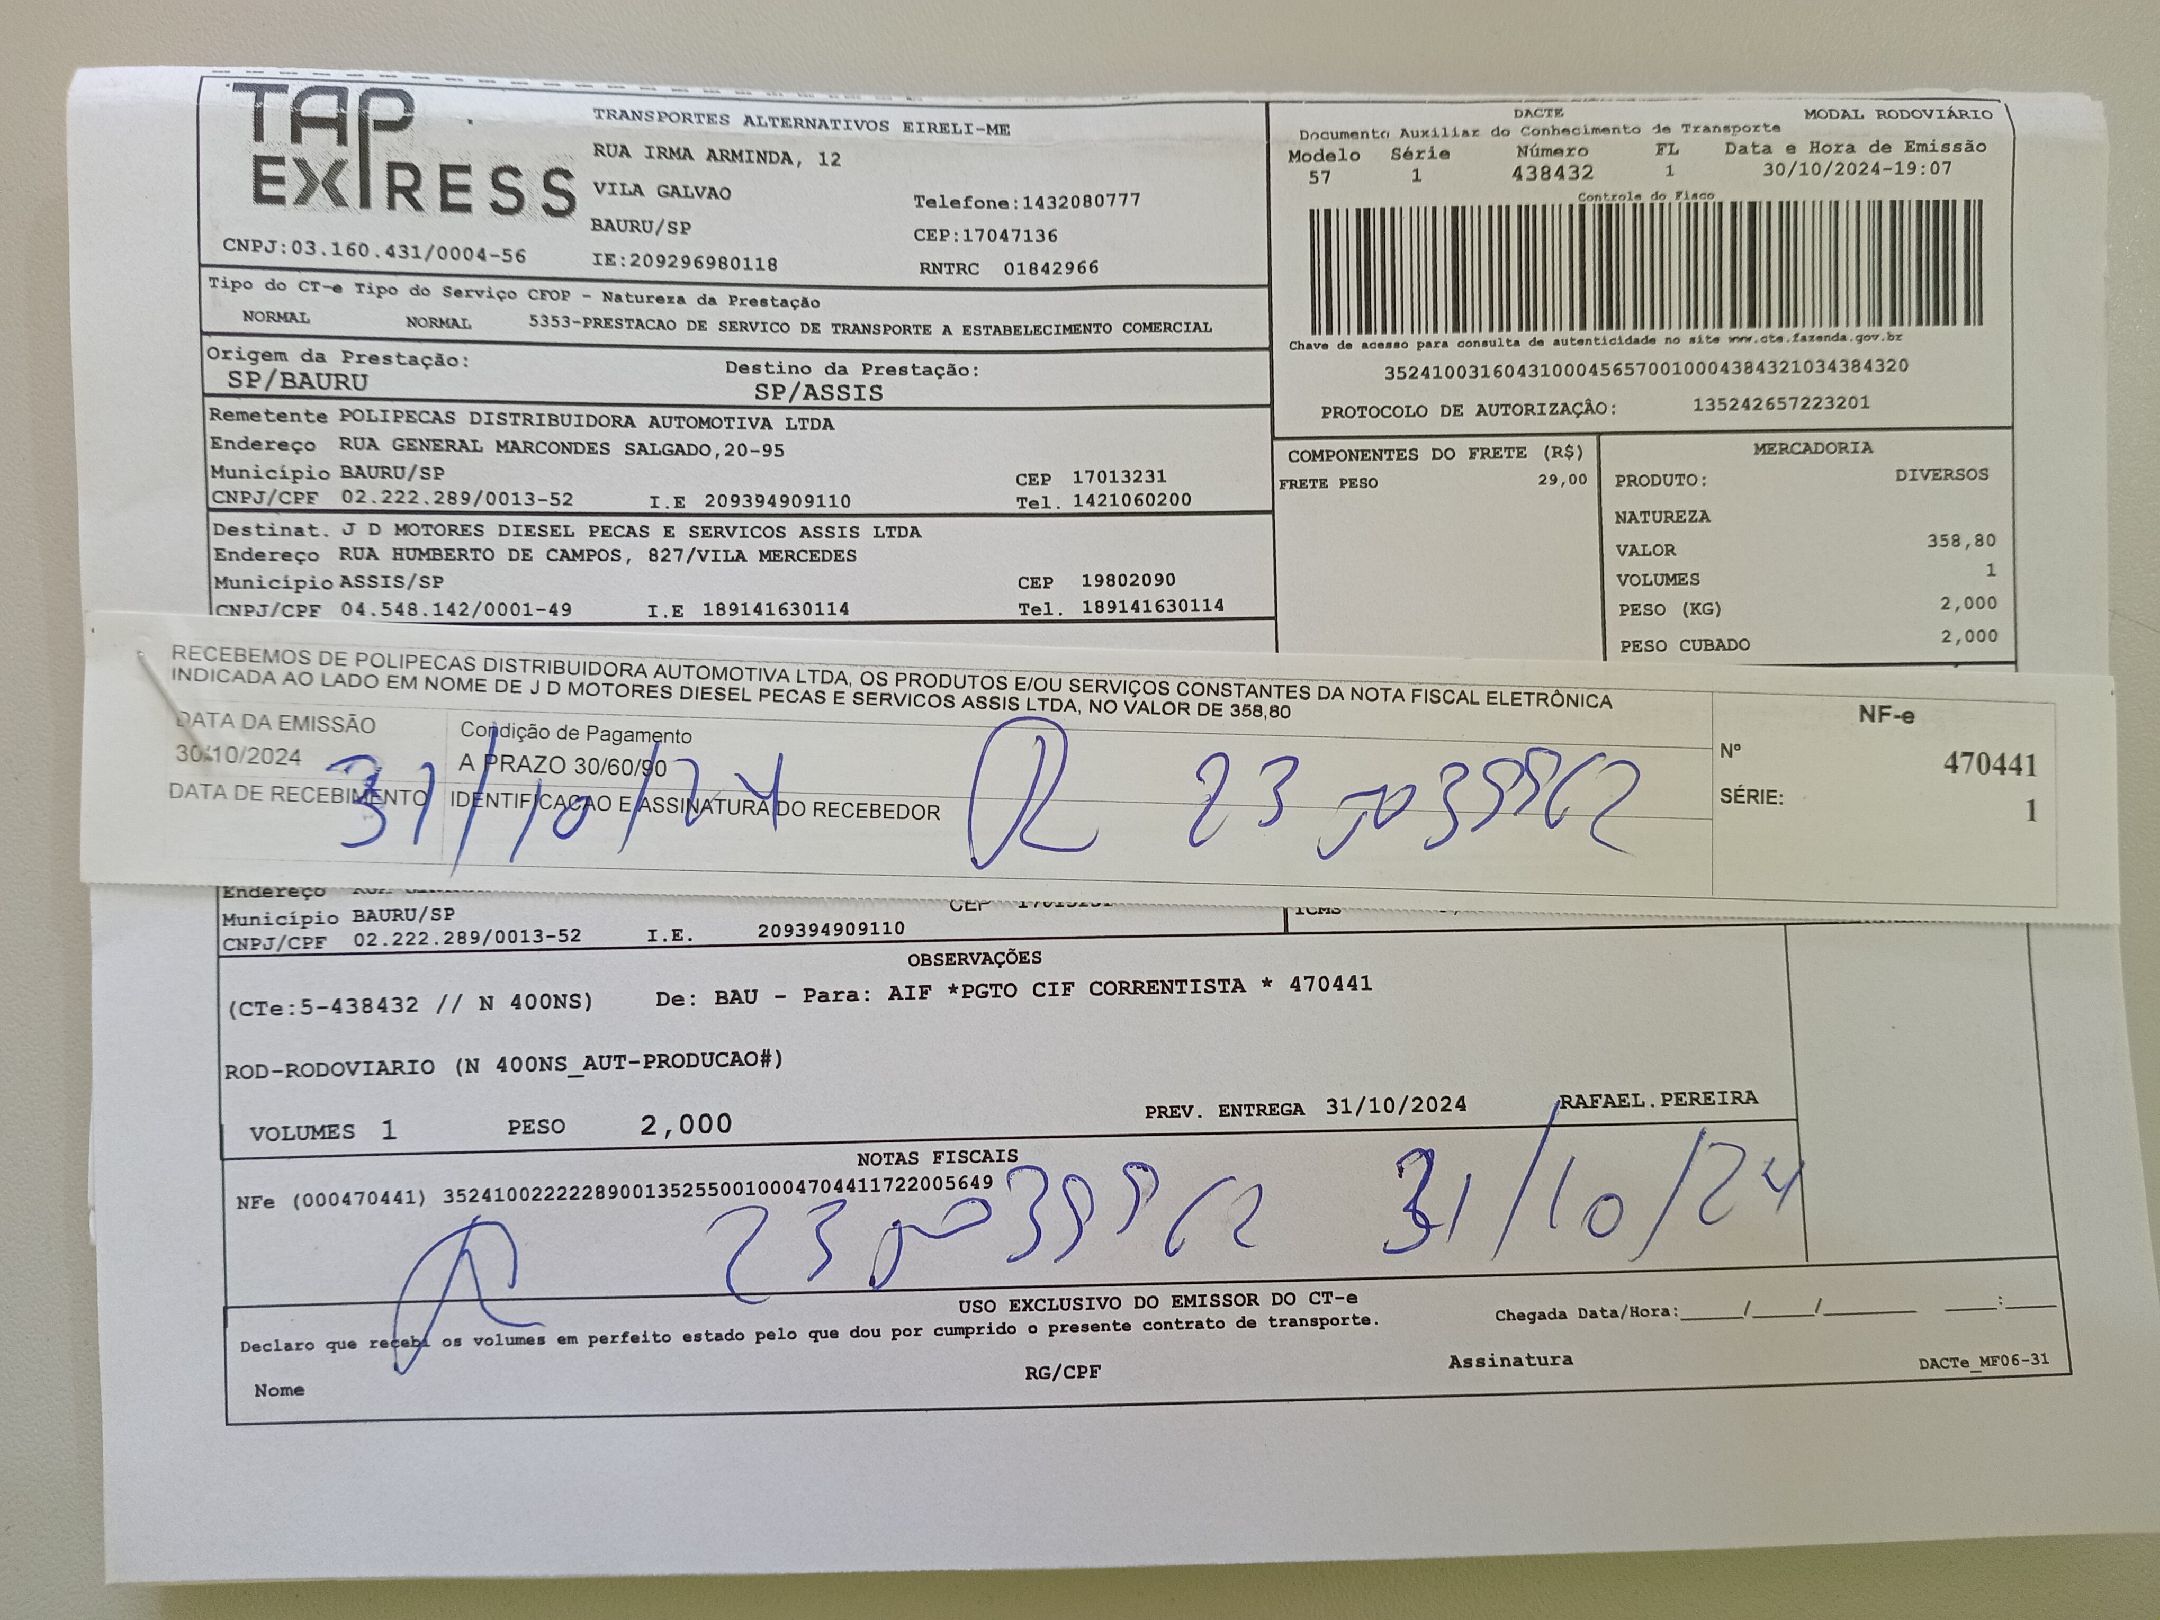 TAP EXPRESS
TRANSPORTES ALTERNATIVOS EIRELI-ME
RUA IRMA ARMINDA, 12
VILA GALVAO
Telefone:1432080777
BAURU/SP
CEP:17047136
CNPJ:03.160.431/0004-56
IE:209296980118
RNTRC 01842966
DACTE
MODAL RODOVIÁRIO
Documento Auxiliar do Conhecimento de Transporte
Modelo Série Número FL Data e Hora de Emissão
57 1 438432 1 30/10/2024-19:07
Controle do Fisco
Chave de acesso para consulta de autenticidade no site www.cte.fazenda.gov.br
35241003160431000456570010004384321034384320
PROTOCOLO DE AUTORIZAÇÂO: 135242657223201
Tipo do CT-e Tipo do Serviço CFOP - Natureza da Prestação
NORMAL NORMAL 5353-PRESTACAO DE SERVICO DE TRANSPORTE A ESTABELECIMENTO COMERCIAL
Origem da Prestação: Destino da Prestação:
SP/BAURU SP/ASSIS
Remetente POLIPECAS DISTRIBUIDORA AUTOMOTIVA LTDA
Endereço RUA GENERAL MARCONDES SALGADO,20-95
Município BAURU/SP CEP 17013231
CNPJ/CPF 02.222.289/0013-52 I.E 209394909110 Tel. 1421060200
Destinat. J D MOTORES DIESEL PECAS E SERVICOS ASSIS LTDA
Endereço RUA HUMBERTO DE CAMPOS, 827/VILA MERCEDES
Município ASSIS/SP CEP 19802090
CNPJ/CPF 04.548.142/0001-49 I.E 189141630114 Tel. 189141630114
COMPONENTES DO FRETE (R$)
FRETE PESO 29,00
MERCADORIA
PRODUTO: DIVERSOS
NATUREZA
VALOR 358,80
VOLUMES 1
PESO (KG) 2,000
PESO CUBADO 2,000
RECEBEMOS DE POLIPECAS DISTRIBUIDORA AUTOMOTIVA LTDA, OS PRODUTOS E/OU SERVIÇOS CONSTANTES DA NOTA FISCAL ELETRÔNICA
INDICADA AO LADO EM NOME DE J D MOTORES DIESEL PECAS E SERVICOS ASSIS LTDA, NO VALOR DE 358,80
DATA DA EMISSÃO Condição de Pagamento
30/10/2024 A PRAZO 30/60/90
DATA DE RECEBIMENTO IDENTIFICAÇAO E ASSINATURA DO RECEBEDOR
31/10/24
NF-e
Nº 470441
SÉRIE: 1
Endereço
Município BAURU/SP CEP
CNPJ/CPF 02.222.289/0013-52 I.E. 209394909110
ICMS
OBSERVAÇÕES
(CTe:5-438432 // N 400NS) De: BAU - Para: AIF *PGTO CIF CORRENTISTA * 470441
ROD-RODOVIARIO (N 400NS_AUT-PRODUCAO#)
VOLUMES 1 PESO 2,000 PREV. ENTREGA 31/10/2024 RAFAEL.PEREIRA
NOTAS FISCAIS
NFe (000470441) 35241002222289001352550010004704411722005649
31/10/24
USO EXCLUSIVO DO EMISSOR DO CT-e
Declaro que recebi os volumes em perfeito estado pelo que dou por cumprido o presente contrato de transporte.
Chegada Data/Hora:_____/_____/_______ ____:____
Nome RG/CPF Assinatura DACTe_MF06-31